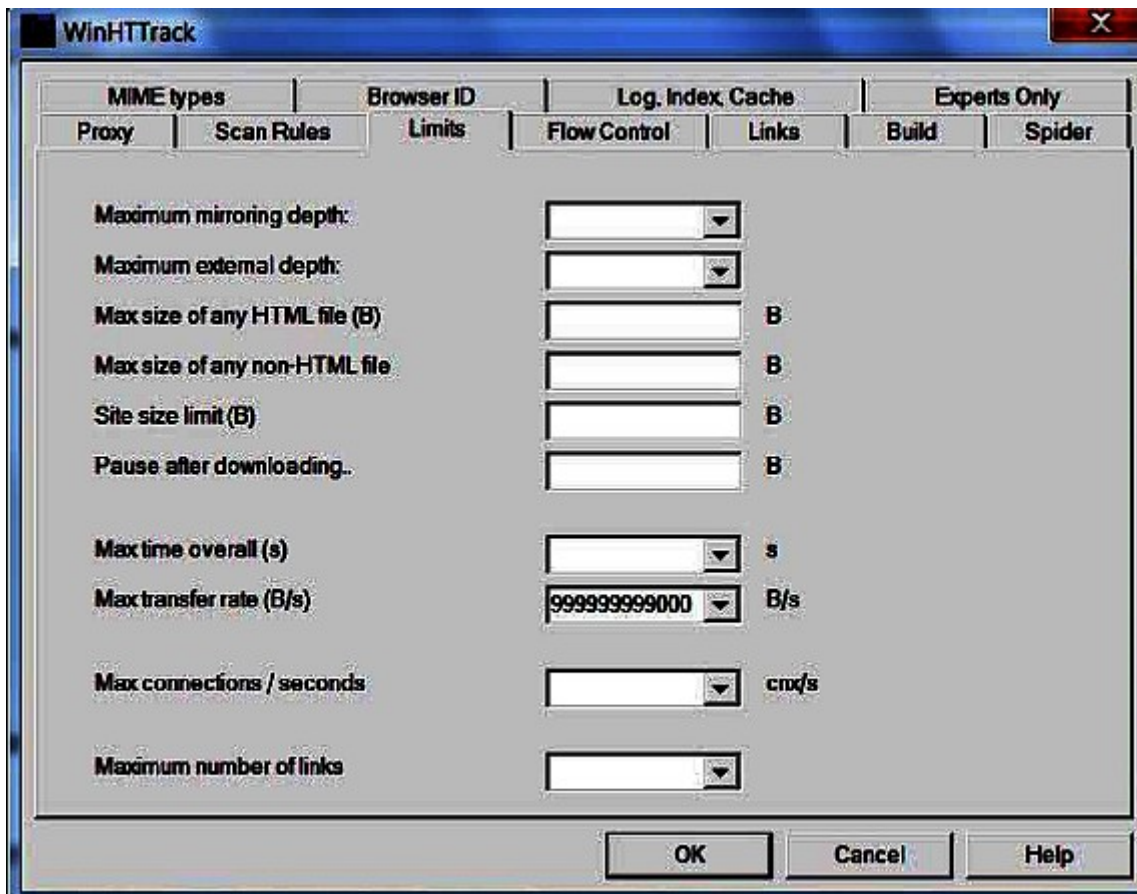 WinHTTrack
MIME types Browser ID Log, Index, Cache Experts Only
Proxy Scan Rules Limits Flow Control Links Build Spider
Maximum mirroring depth:
Maximum external depth:
Max size of any HTML file (B) B
Max size of any non-HTML file B
Site size limit (B) B
Pause after downloading.. B
Max time overall (s) s
Max transfer rate (B/s) 999999999000 B/s
Max connections / seconds cnx/s
Maximum number of links
OK Cancel Help